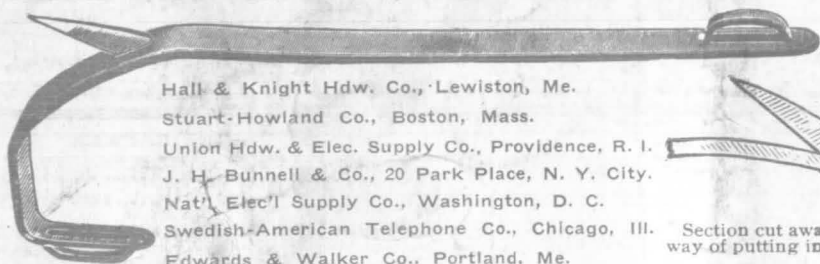 Hall & Knight Hdw. Co., Lewiston, Me.
Stuart-Howland Co., Boston, Mass.
Union Hdw. & Elec. Supply Co., Providence, R. I.
J. H. Bunnell & Co., 20 Park Place, N. Y. City.
Nat'l Elec'l Supply Co., Washington, D. C.
Swedish-American Telephone Co., Chicago, Ill.
Edwards & Walker Co., Portland, Me.
Section cut
way of putting